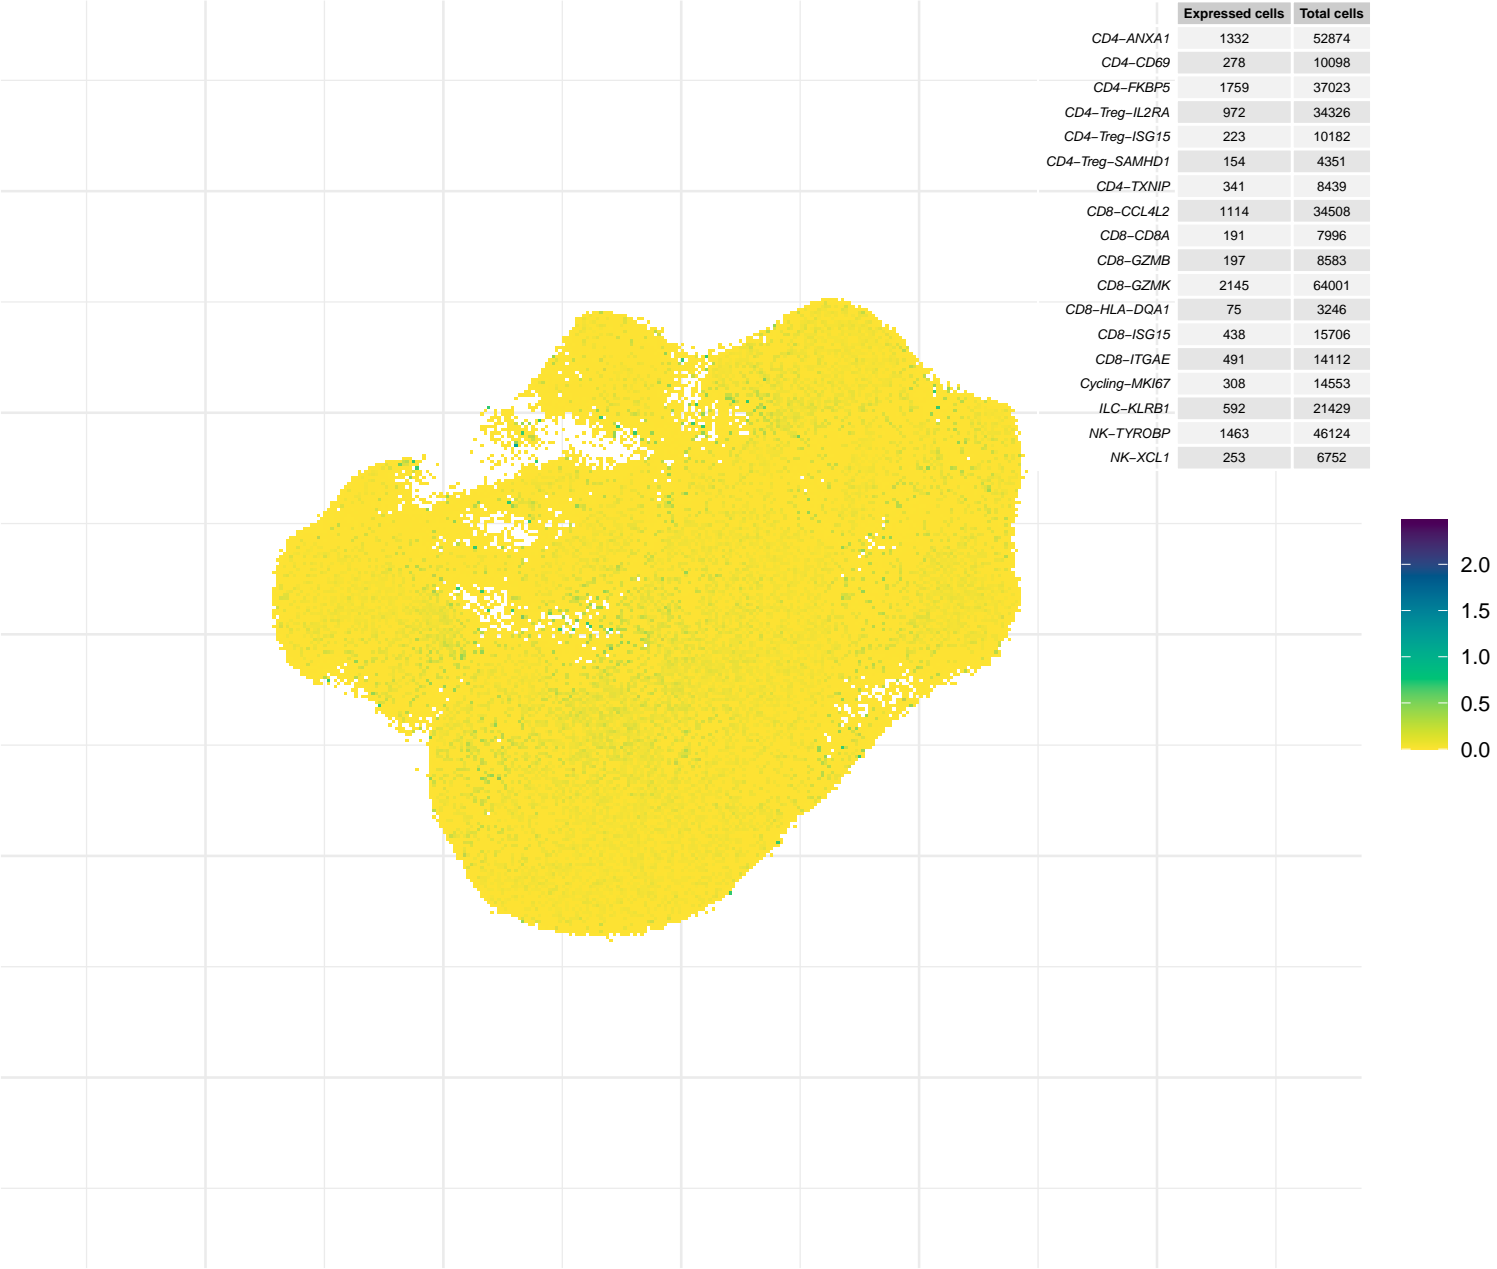 Expressed cells Total cells
CD4−ANXA1 1332 52874
CD4−CD69 278 10098
CD4−FKBP5 1759 37023
CD4−Treg−IL2RA 972 34326
CD4−Treg−ISG15 223 10182
CD4−Treg−SAMHD1 154 4351
CD4−TXNIP 341 8439
CD8−CCL4L2 1114 34508
CD8−CD8A 191 7996
CD8−GZMB 197 8583
CD8−GZMK 2145 64001
CD8−HLA−DQA1 75 3246
CD8−ISG15 438 15706
CD8−ITGAE 491 14112
Cycling−MKI67 308 14553
ILC−KLRB1 592 21429
NK−TYROBP 1463 46124
NK−XCL1 253 6752
2.0
1.5
1.0
0.5
0.0